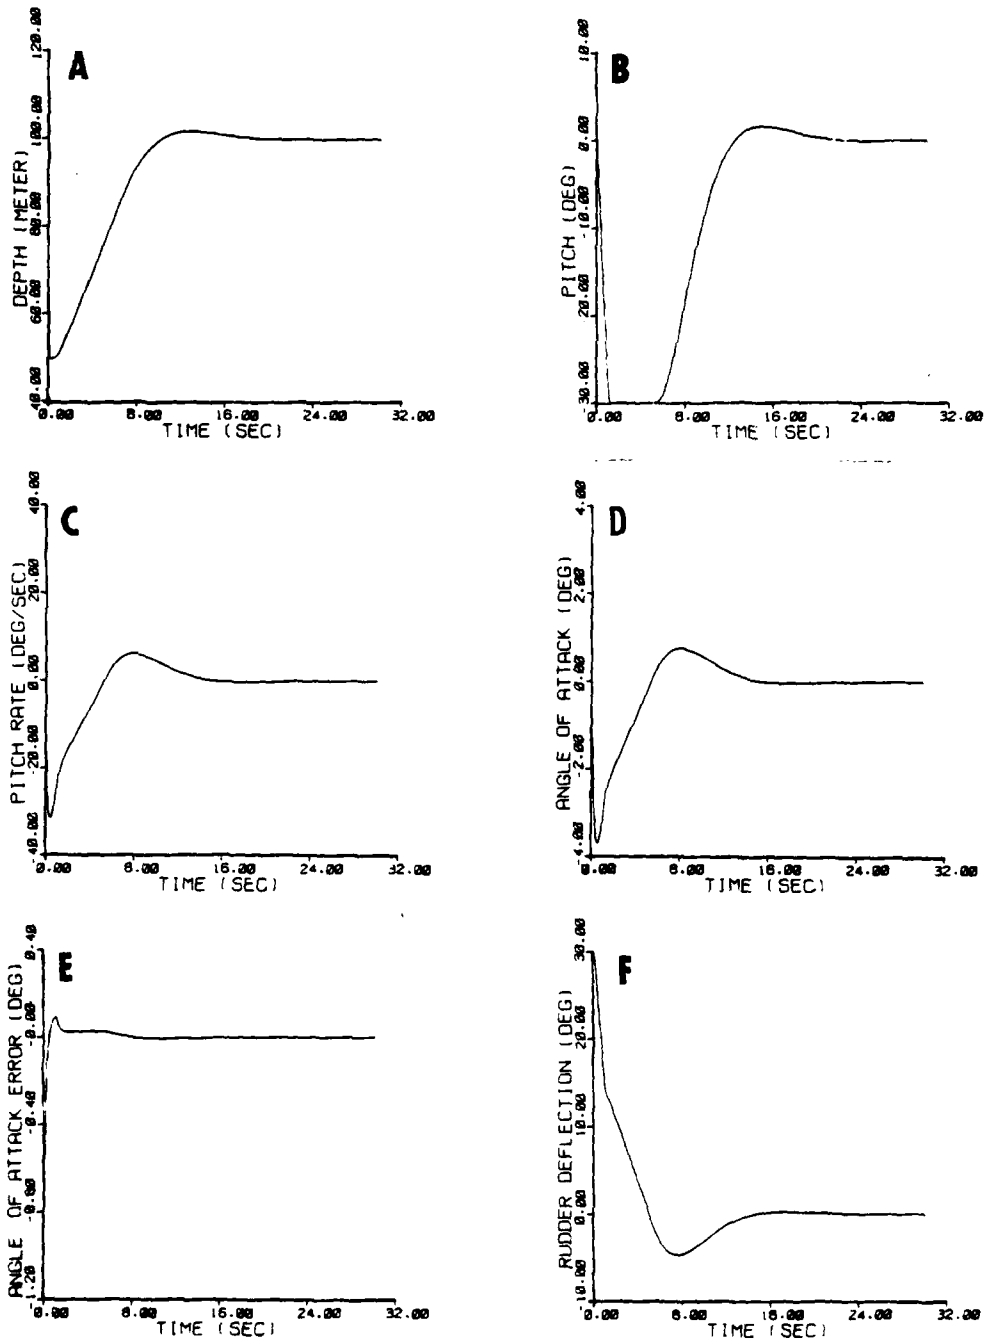 A
DEPTH (METER)
120.00
100.00
80.00
60.00
40.00
0.00 8.00 16.00 24.00 32.00
TIME (SEC)
B
PITCH (DEG)
10.00
0.00
-10.00
20.00
-30.00
0.00 8.00 16.00 24.00 32.00
TIME (SEC)
C
PITCH RATE (DEG/SEC)
40.00
20.00
0.00
-20.00
40.00
0.00 8.00 16.00 24.00 32.00
TIME (SEC)
D
ANGLE OF ATTACK (DEG)
4.00
2.00
0.00
-2.00
-4.00
0.00 8.00 16.00 24.00 32.00
TIME (SEC)
E
ANGLE OF ATTACK ERROR (DEG)
0.40
-0.00
-0.40
-0.80
-1.20
0.00 8.00 16.00 24.00 32.00
TIME (SEC)
F
RUDDER DEFLECTION (DEG)
30.00
20.00
10.00
0.00
10.00
0.00 8.00 16.00 24.00 32.00
TIME (SEC)